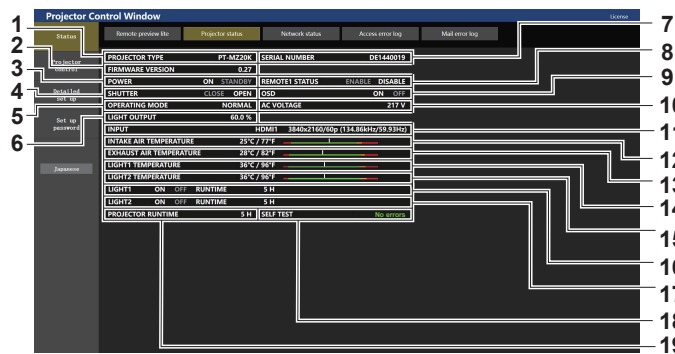 Projector Control Window
License
Status
Projector control
Detailed set up
Set up password
Japanese
Remote preview lite
Projector status
Network status
Access error log
Mail error log
PROJECTOR TYPE PT-MZ20K SERIAL NUMBER DE1440019
FIRMWARE VERSION 0.27
POWER ON STANDBY REMOTE1 STATUS ENABLE DISABLE
SHUTTER CLOSE OPEN OSD ON OFF
OPERATING MODE NORMAL AC VOLTAGE 217 V
LIGHT OUTPUT 60.0 %
INPUT HDMI1 3840x2160/60p (134.86kHz/59.93Hz)
INTAKE AIR TEMPERATURE 25°C / 77°F
EXHAUST AIR TEMPERATURE 28°C / 82°F
LIGHT1 TEMPERATURE 36°C / 96°F
LIGHT2 TEMPERATURE 36°C / 96°F
LIGHT1 ON OFF RUNTIME 5 H
LIGHT2 ON OFF RUNTIME 5 H
PROJECTOR RUNTIME 5 H SELF TEST No errors
1
2
3
4
5
6
7
8
9
10
11
12
13
14
15
16
17
18
19